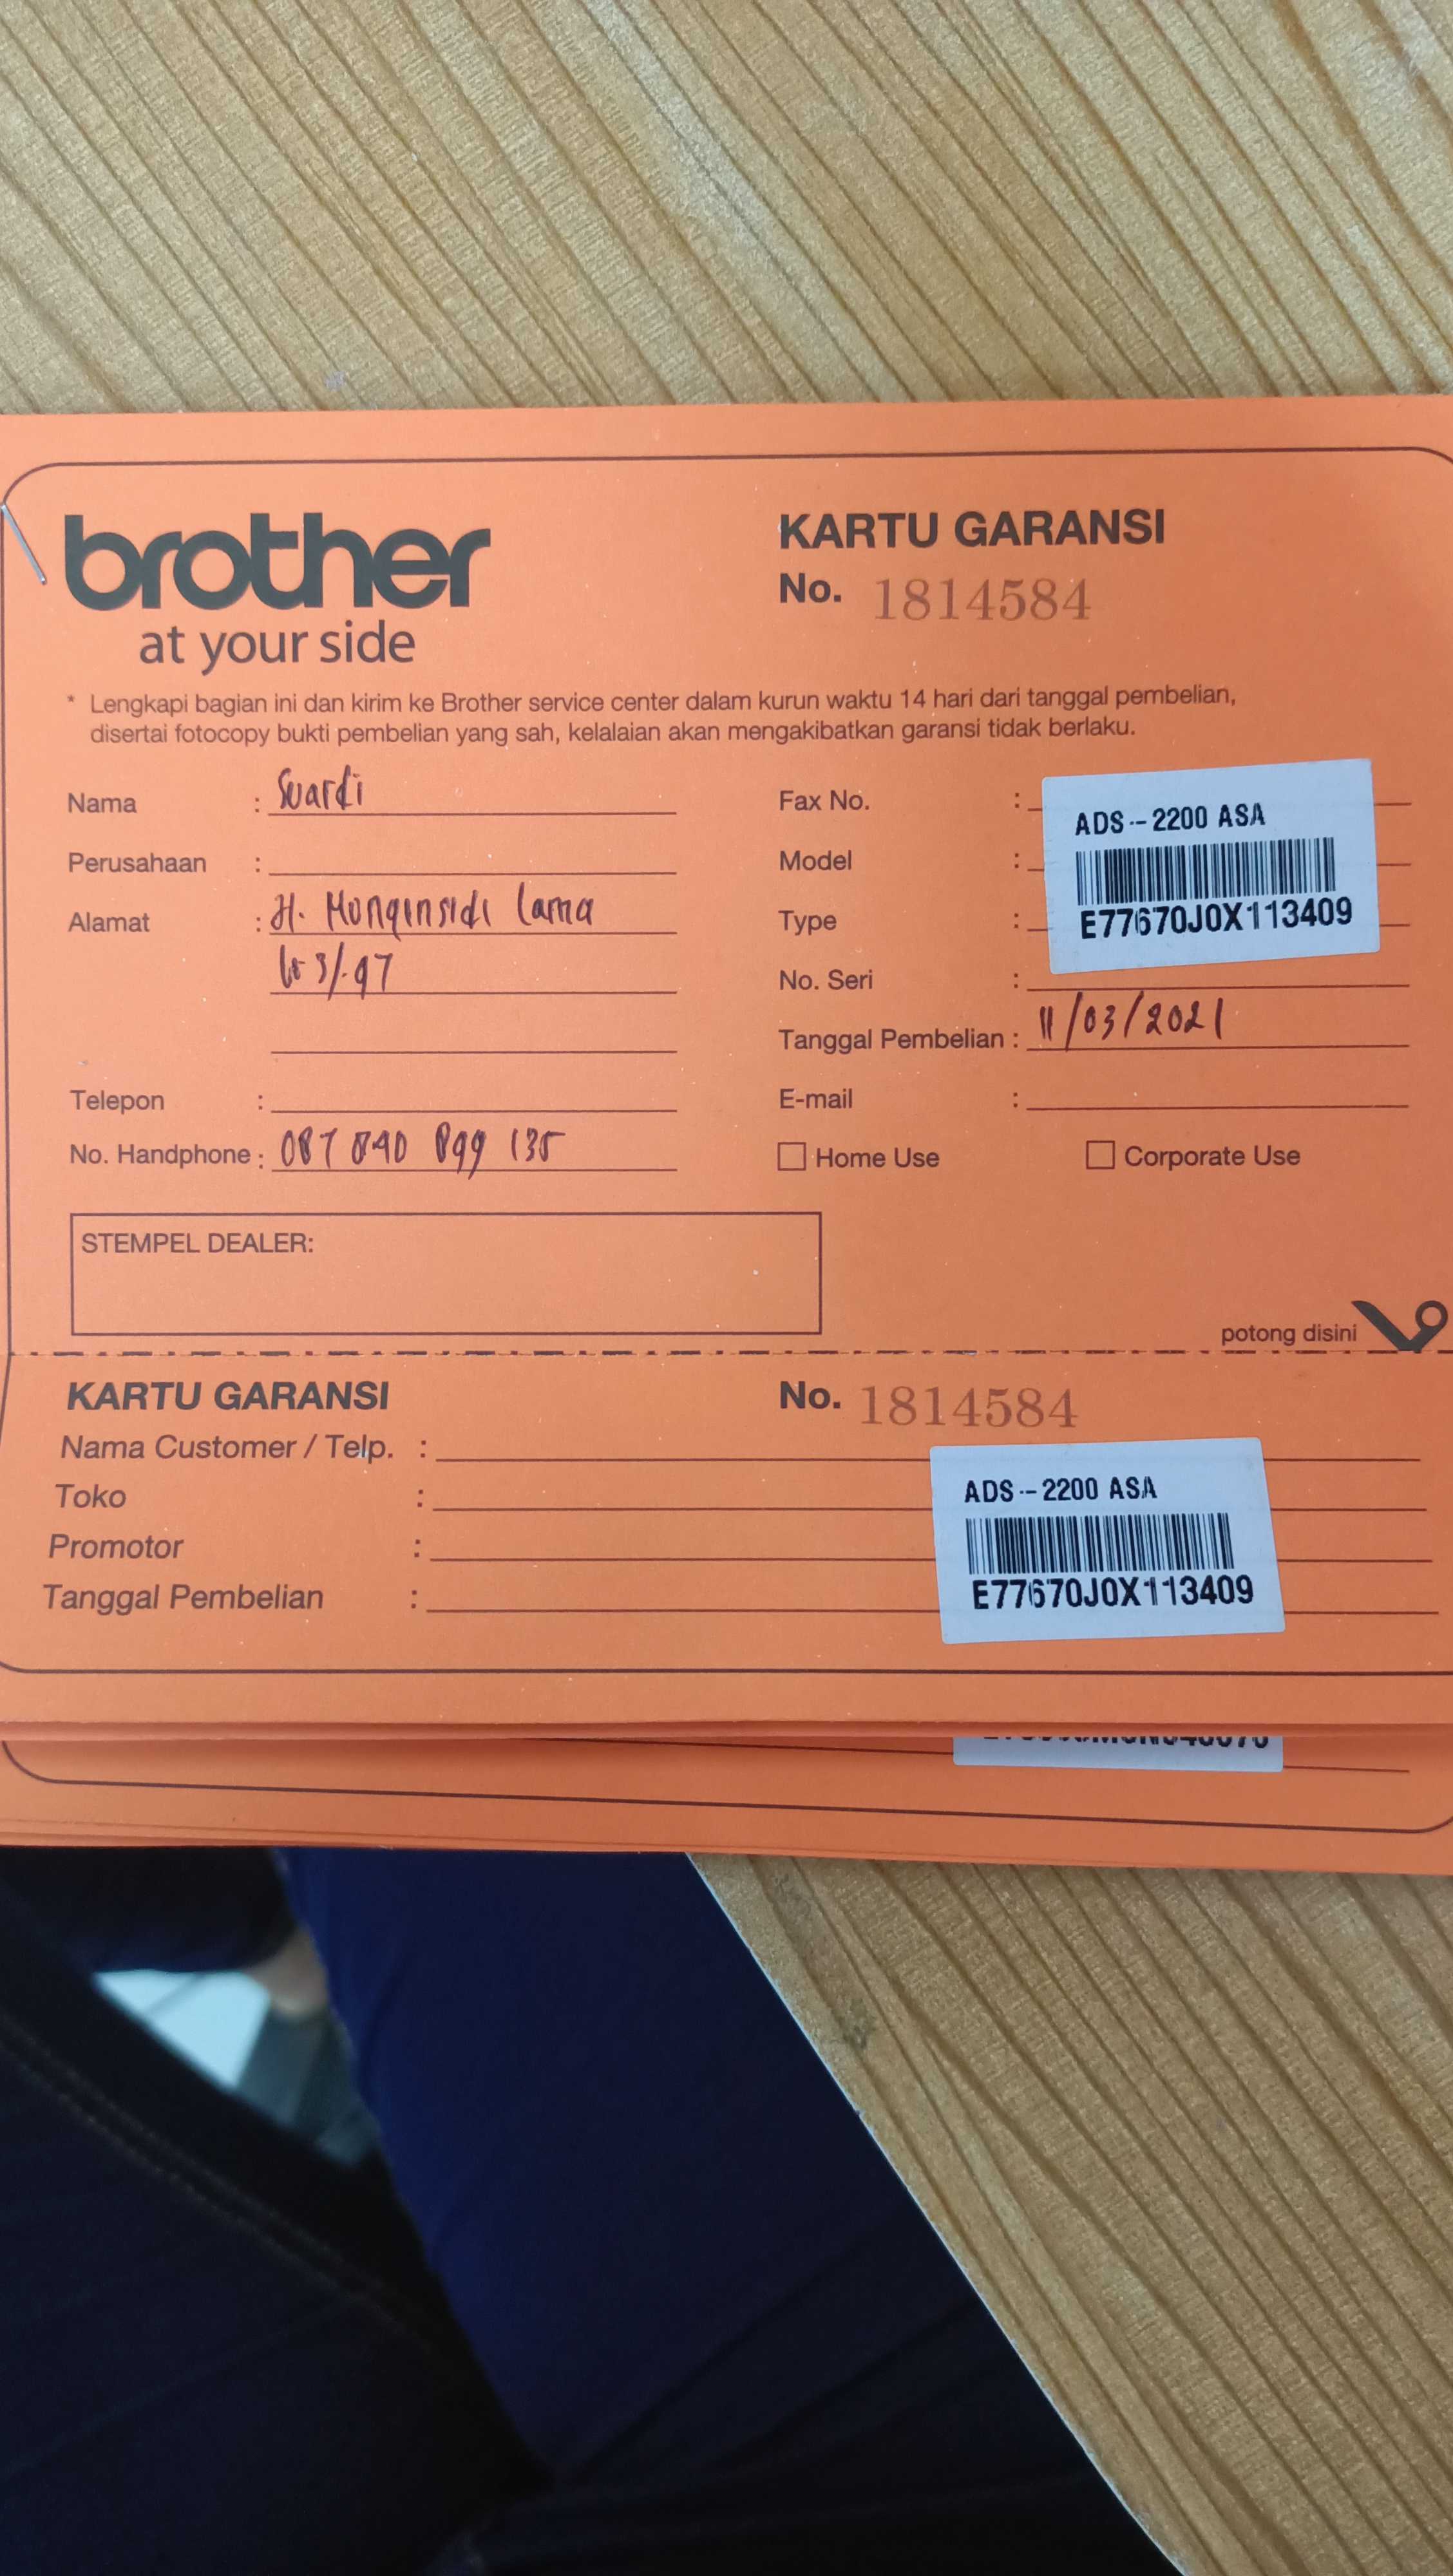 brother
at your side
KARTU GARANSI
No. 1814584
* Lengkapi bagian ini dan kirim ke Brother service center dalam kurun waktu 14 hari dari tanggal pembelian,
disertai fotocopy bukti pembelian yang sah, kelalaian akan mengakibatkan garansi tidak berlaku.
Nama : Suardi
Perusahaan :
Alamat : Jl. Monginsidi Lama
3/.97
Telepon :
No. Handphone : 087 840 899 135
Fax No. :
Model :
Type :
No. Seri :
ADS -- 2200 ASA
E77670J0X113409
Tanggal Pembelian : 11/03/2021
E-mail :
Home Use Corporate Use
STEMPEL DEALER:
potong disini
KARTU GARANSI
No. 1814584
Nama Customer / Telp. :
Toko :
Promotor :
Tanggal Pembelian :
ADS -- 2200 ASA
E77670J0X113409